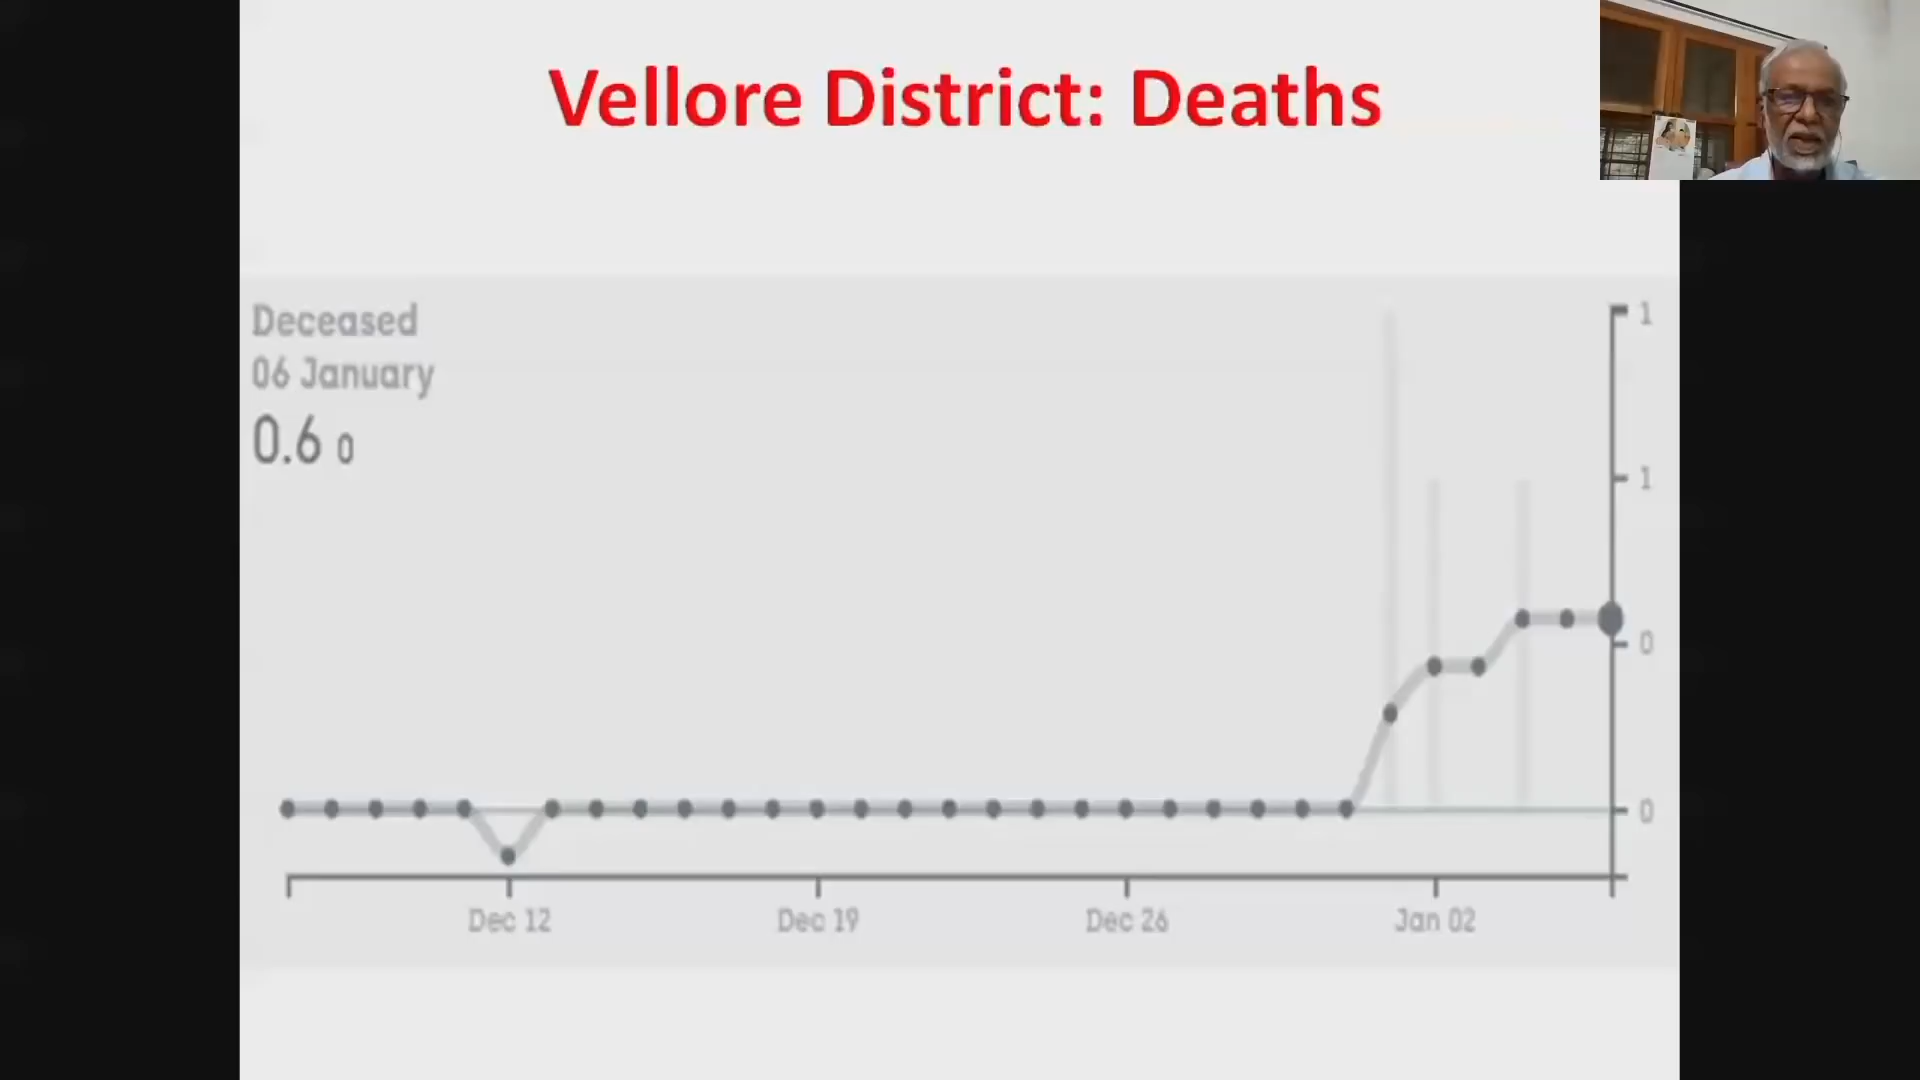 Vellore District: Deaths
Deceased
06 January
0.6 0
1
1
0
0
Dec 12 Dec 19 Dec 26 Jan 02